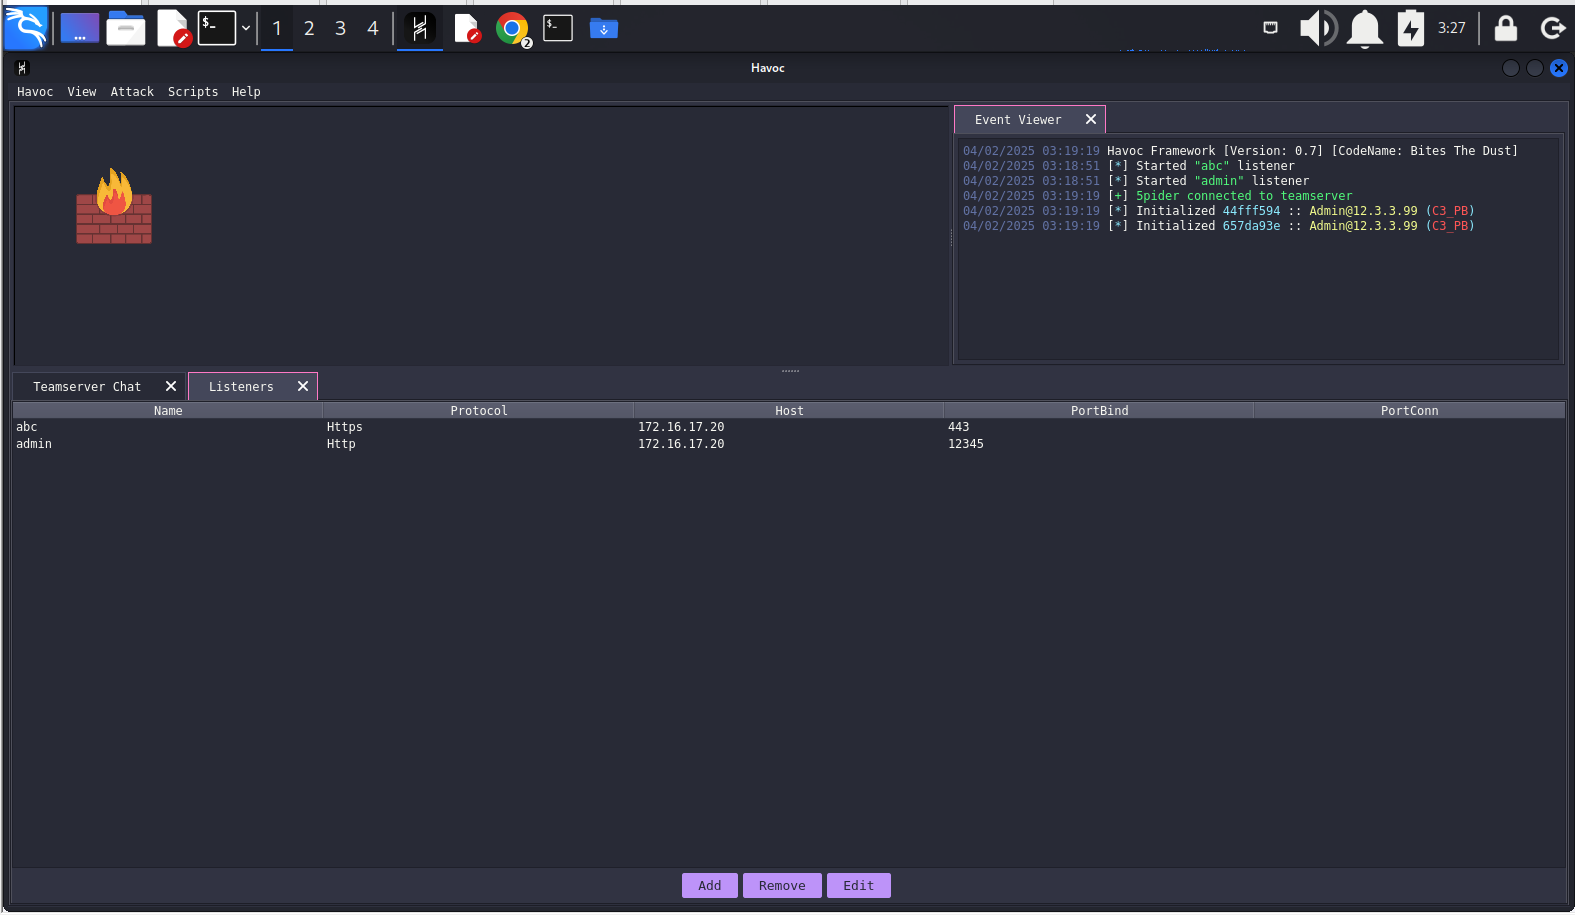 $-
1 2 3 4
2
$-
3:27
Havoc
Havoc View Attack Scripts Help
Event Viewer
04/02/2025 03:19:19 Havoc Framework [Version: 0.7] [CodeName: Bites The Dust]
04/02/2025 03:18:51 [*] Started "abc" listener
04/02/2025 03:18:51 [*] Started "admin" listener
04/02/2025 03:19:19 [+] 5pider connected to teamserver
04/02/2025 03:19:19 [*] Initialized 44fff594 :: Admin@12.3.3.99 (C3_PB)
04/02/2025 03:19:19 [*] Initialized 657da93e :: Admin@12.3.3.99 (C3_PB)
Teamserver Chat Listeners
Name Protocol Host PortBind PortConn
abc Https 172.16.17.20 443
admin Http 172.16.17.20 12345
Add Remove Edit